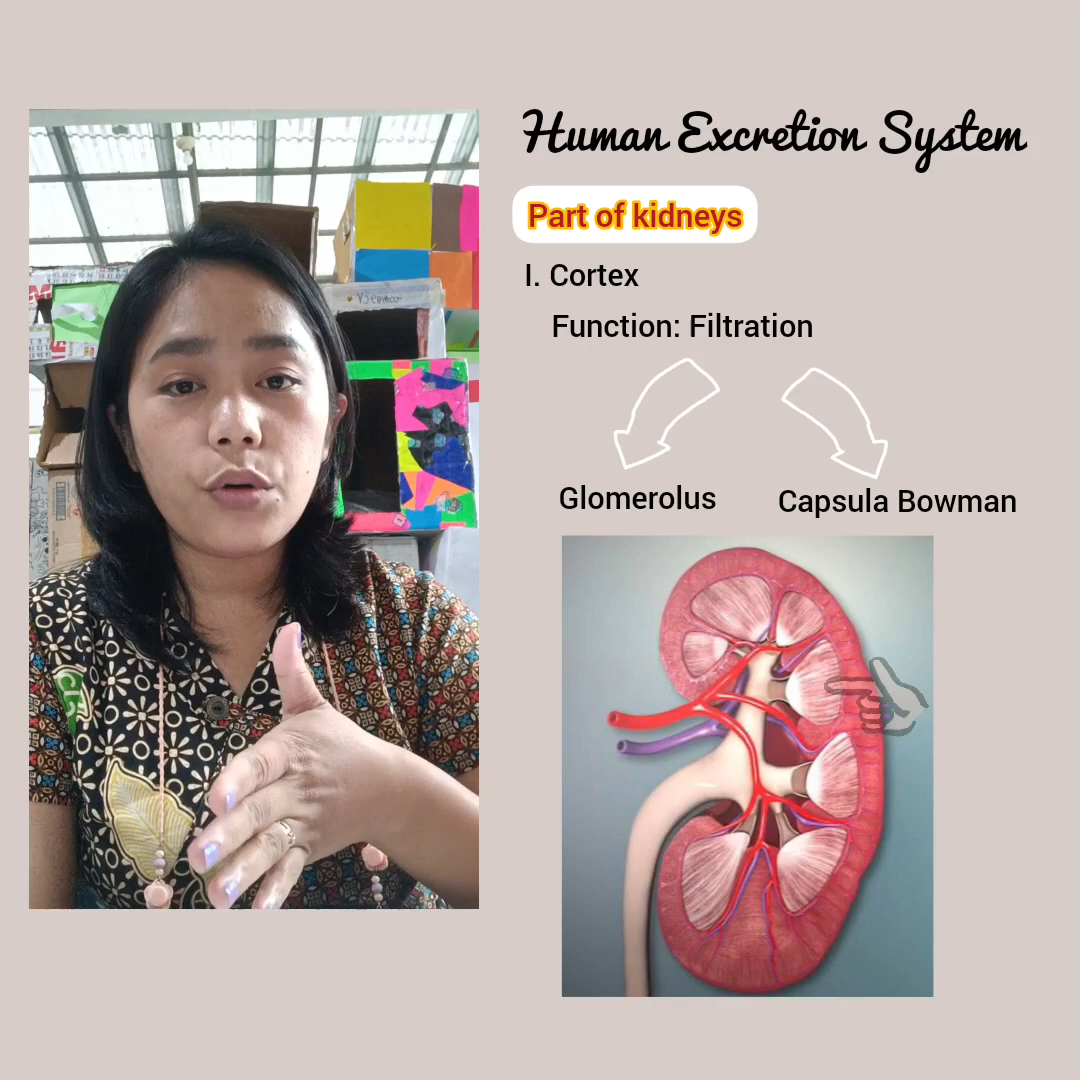 Human Excretion System
Part of kidneys
I. Cortex
Function: Filtration
Glomerolus
Capsula Bowman